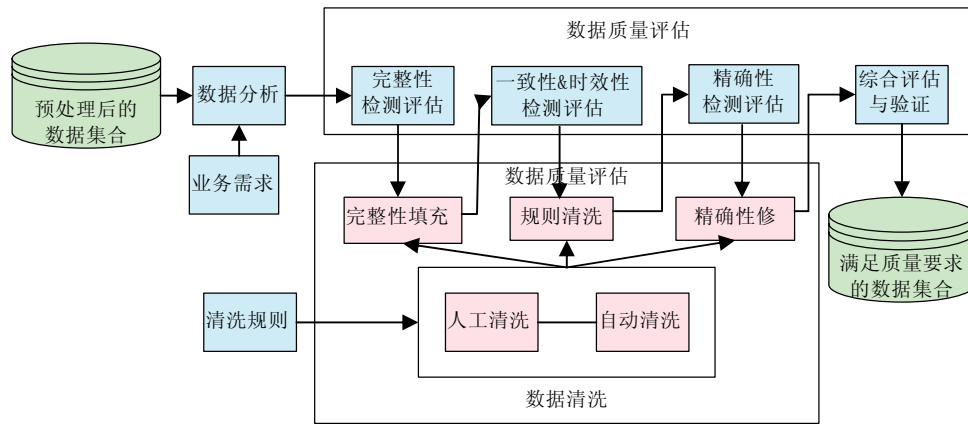 数据质量评估
预处理后的
数据集合
数据分析
完整性
检测评估
一致性&时效性
检测评估
精确性
检测评估
综合评估
与验证
业务需求
数据质量评估
完整性填充
规则清洗
精确性修
满足质量要求
的数据集合
清洗规则
人工清洗
自动清洗
数据清洗